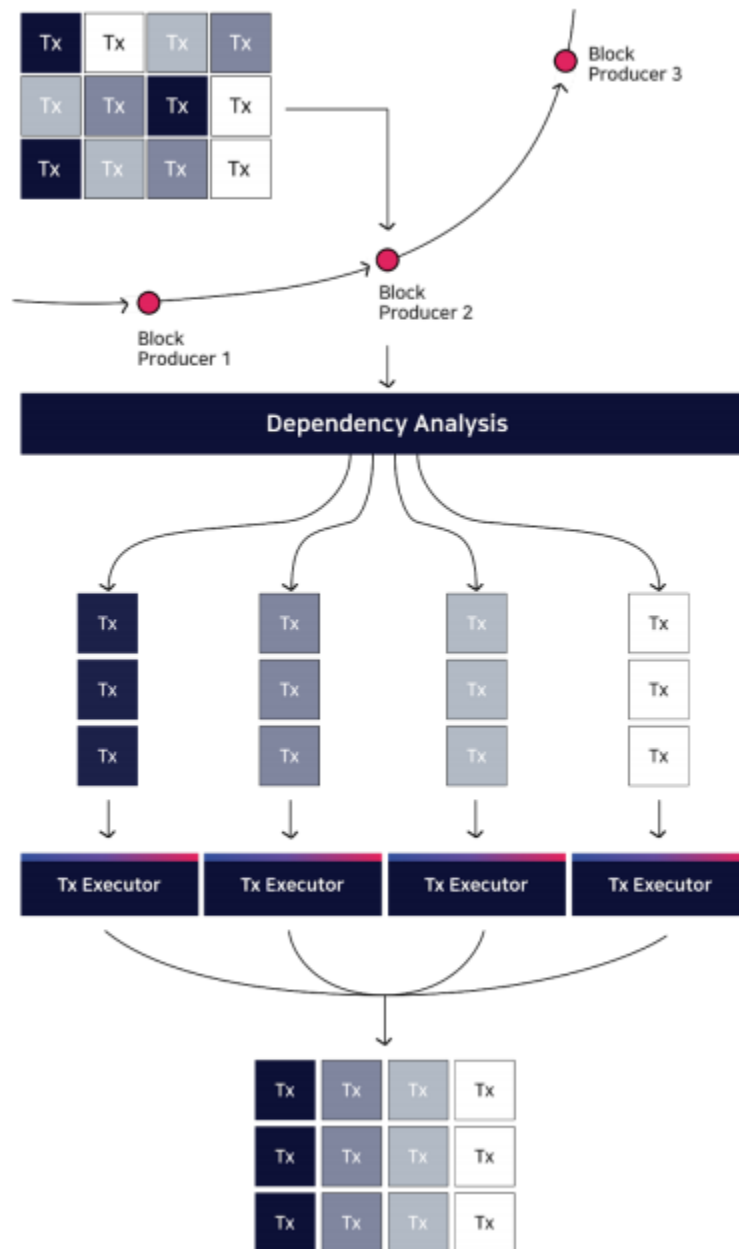 Tx Tx Tx Tx
Tx Tx Tx Tx
Tx Tx Tx Tx
Block
Producer 3
Block
Producer 2
Block
Producer 1
Dependency Analysis
Tx Tx Tx Tx
Tx Tx Tx Tx
Tx Tx Tx Tx
Tx Executor Tx Executor Tx Executor Tx Executor
Tx Tx Tx Tx
Tx Tx Tx Tx
Tx Tx Tx Tx